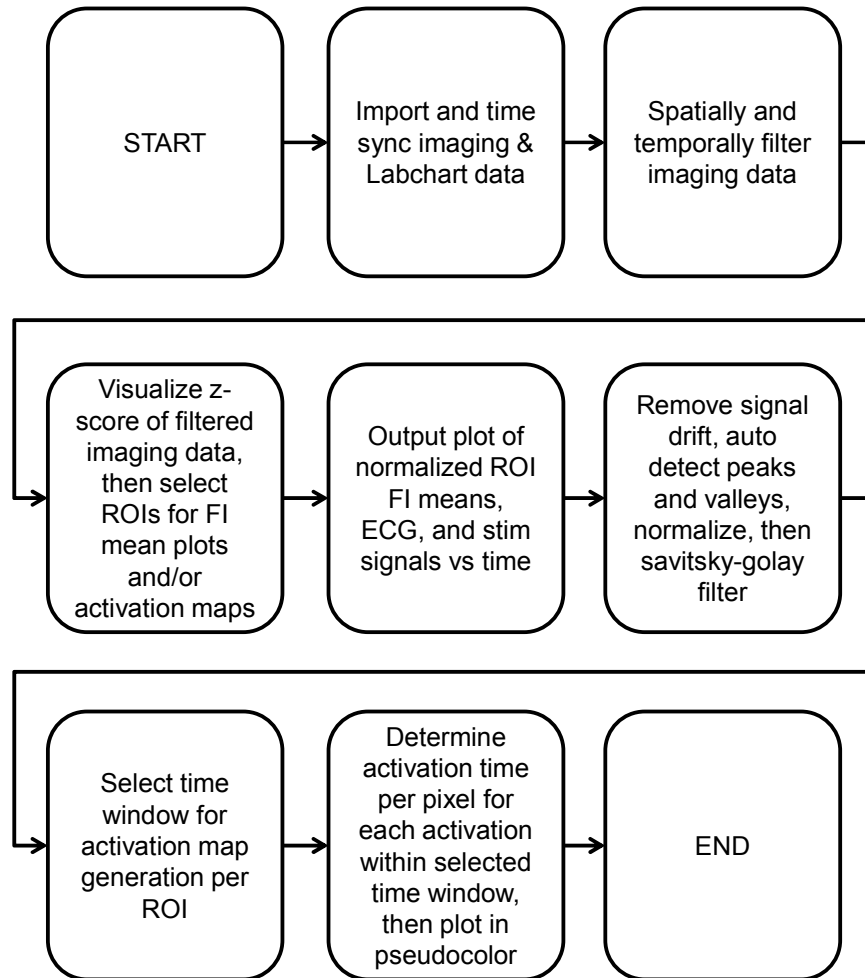 START
Import and time
sync imaging &
Labchart data
Spatially and
temporally filter
imaging data
Visualize z-
score of filtered
imaging data,
then select
ROIs for FI
mean plots
and/or
activation maps
Output plot of
normalized ROI
FI means,
ECG, and stim
signals vs time
Remove signal
drift, auto
detect peaks
and valleys,
normalize, then
savitsky-golay
filter
Select time
window for
activation map
generation per
ROI
Determine
activation time
per pixel for
each activation
within selected
time window,
then plot in
pseudocolor
END